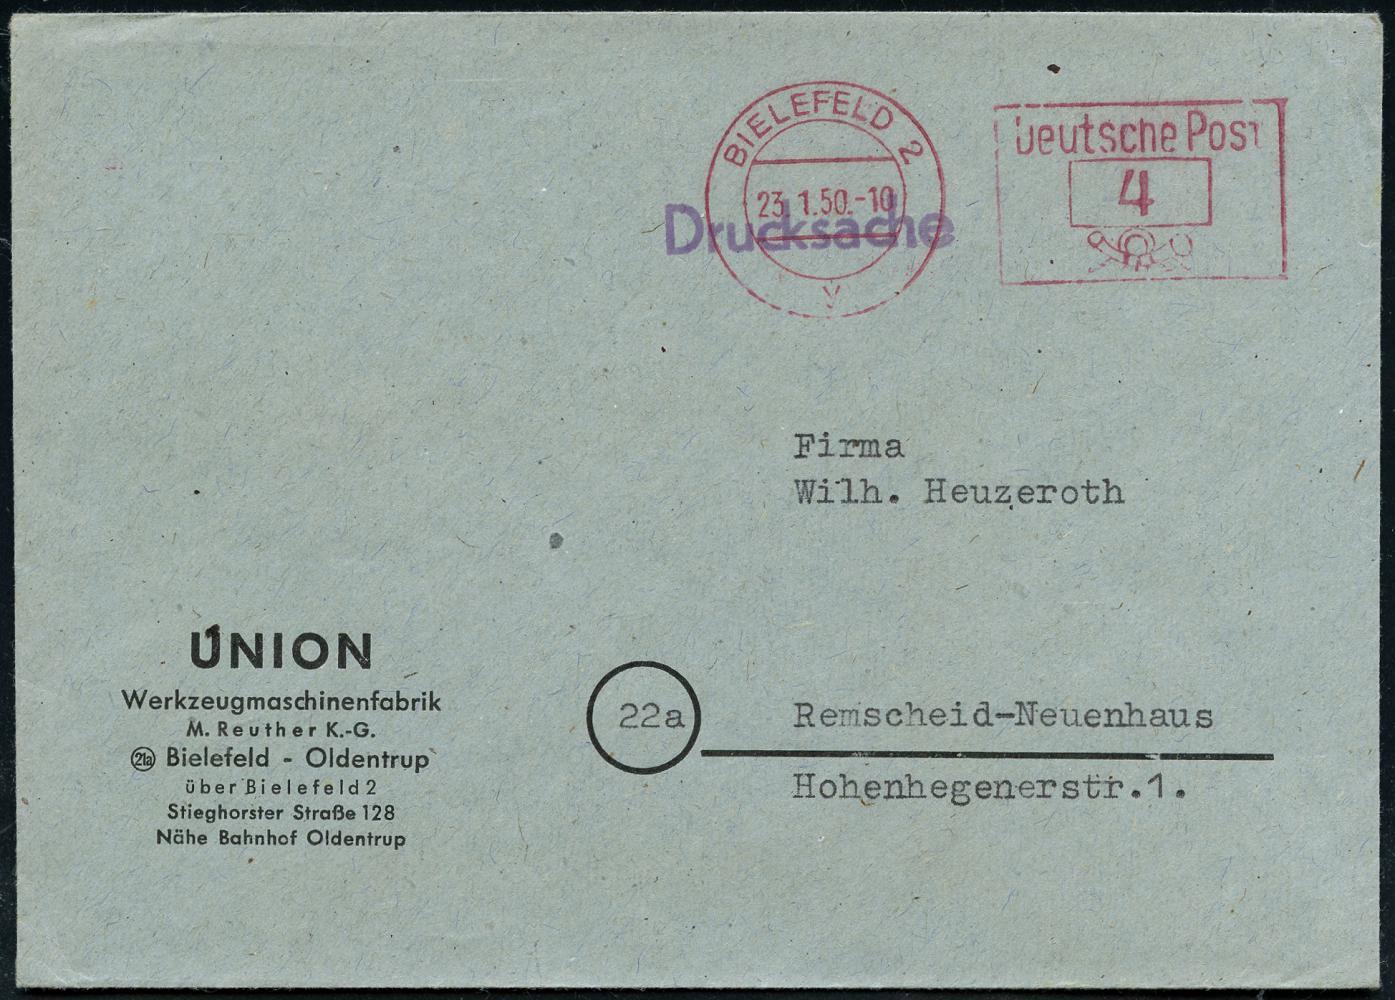 BIELEFELD 2
23.1.50.-10
y
Drucksache
Deutsche Post
4
Firma
Wilh. Heuzeroth
22a
Remscheid-Neuenhaus
Hohenhegenerstr.1.
UNION
Werkzeugmaschinenfabrik
M. Reuther K.-G.
21a Bielefeld - Oldentrup
über Bielefeld 2
Stieghorster Straße 128
Nähe Bahnhof Oldentrup